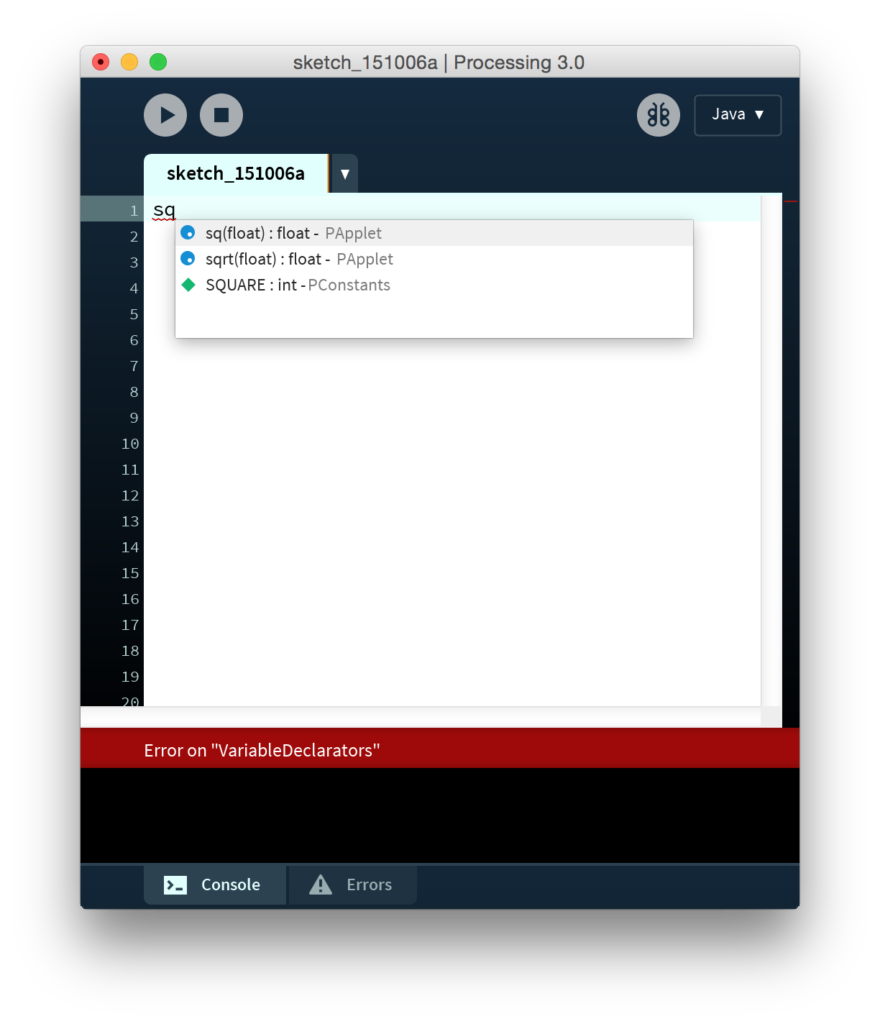 sketch_151006a | Processing 3.0
Java ▼
sketch_151006a ▼
1 sq
sq(float) : float - PApplet
2
sqrt(float) : float - PApplet
3
SQUARE : int -PConstants
4
5
6
7
8
9
10
11
12
13
14
15
16
17
18
19
20
Error on "VariableDeclarators"
Console
Errors